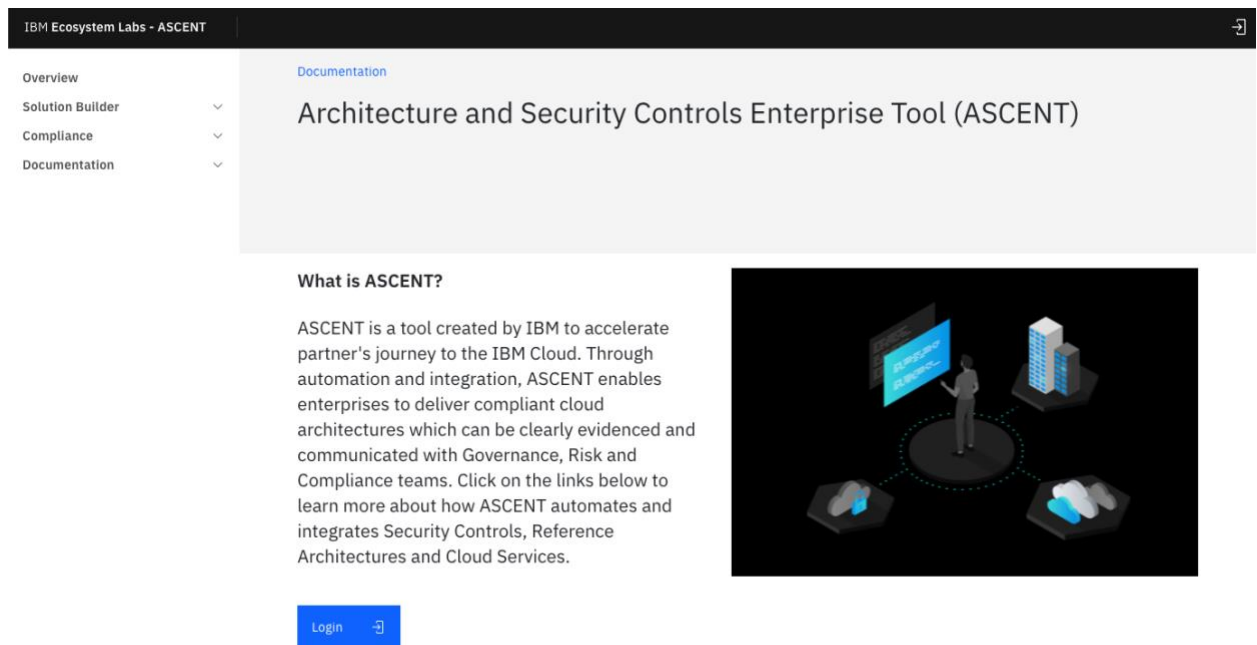 IBM Ecosystem Labs - ASCENT
Overview
Solution Builder
Compliance
Documentation
Documentation
Architecture and Security Controls Enterprise Tool (ASCENT)
What is ASCENT?
ASCENT is a tool created by IBM to accelerate
partner's journey to the IBM Cloud. Through
automation and integration, ASCENT enables
enterprises to deliver compliant cloud
architectures which can be clearly evidenced and
communicated with Governance, Risk and
Compliance teams. Click on the links below to
learn more about how ASCENT automates and
integrates Security Controls, Reference
Architectures and Cloud Services.
Login